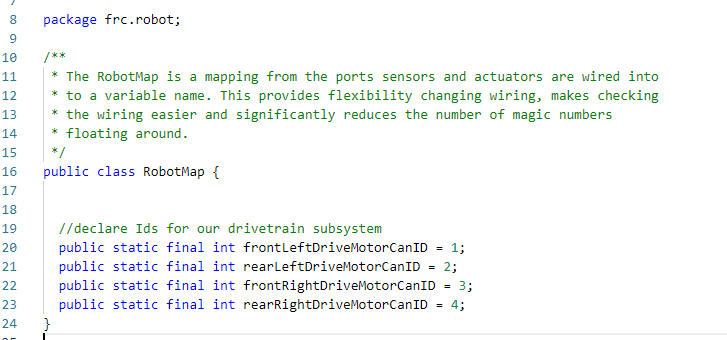 8 package frc.robot;
9
10 /**
11 * The RobotMap is a mapping from the ports sensors and actuators are wired into
12 * to a variable name. This provides flexibility changing wiring, makes checking
13 * the wiring easier and significantly reduces the number of magic numbers
14 * floating around.
15 */
16 public class RobotMap {
17
18
19 //declare Ids for our drivetrain subsystem
20 public static final int frontLeftDriveMotorCanID = 1;
21 public static final int rearLeftDriveMotorCanID = 2;
22 public static final int frontRightDriveMotorCanID = 3;
23 public static final int rearRightDriveMotorCanID = 4;
24 }